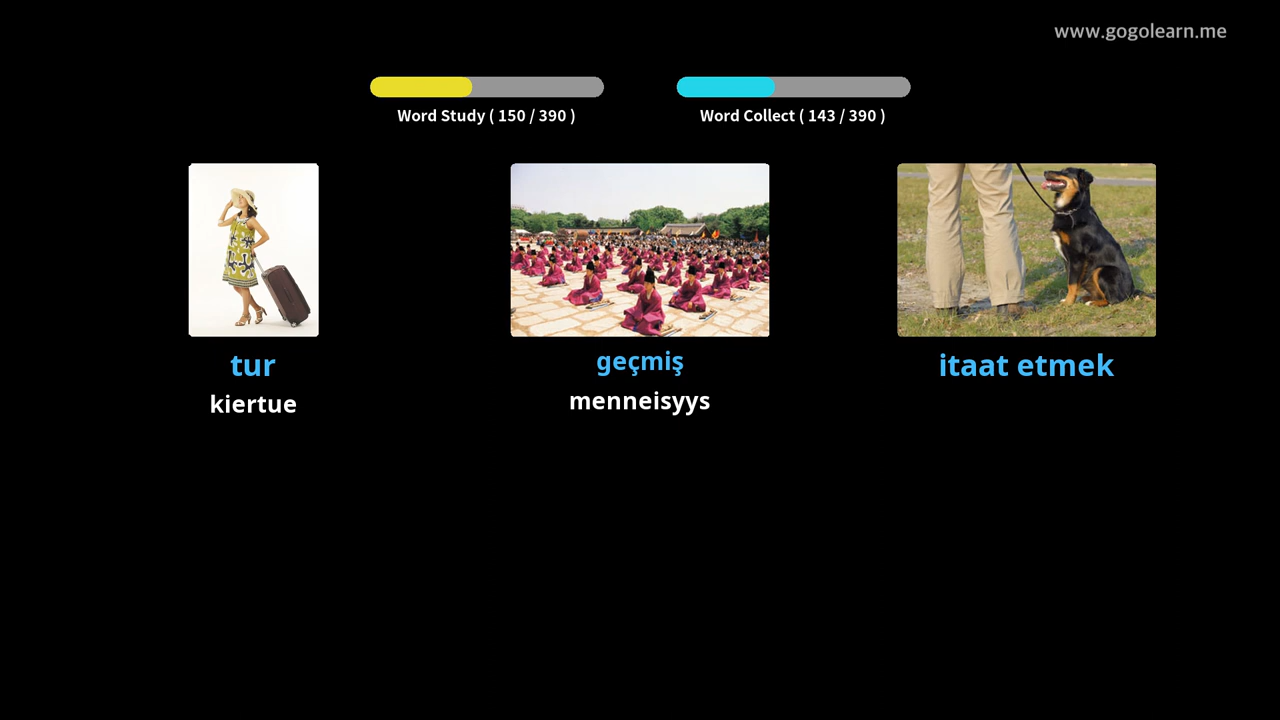 www.gogolearn.me
Word Study ( 150 / 390 )
Word Collect ( 143 / 390 )
tur
kiertue
geçmiş
menneisyys
itaat etmek